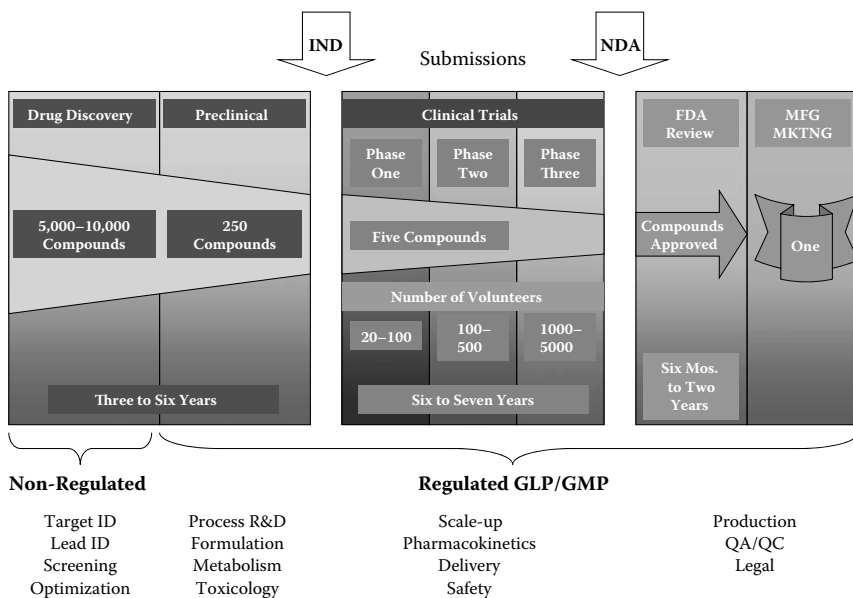 IND
Submissions
NDA
Drug Discovery
Preclinical
5,000–10,000
Compounds
250
Compounds
Three to Six Years
Clinical Trials
Phase
One
Phase
Two
Phase
Three
Five Compounds
Number of Volunteers
20–100
100–
500
1000–
5000
Six to Seven Years
FDA
Review
MFG
MKTNG
Compounds
Approved
One
Six Mos.
to Two
Years
Non-Regulated
Regulated GLP/GMP
Target ID
Lead ID
Screening
Optimization
Process R&D
Formulation
Metabolism
Toxicology
Scale-up
Pharmacokinetics
Delivery
Safety
Production
QA/QC
Legal